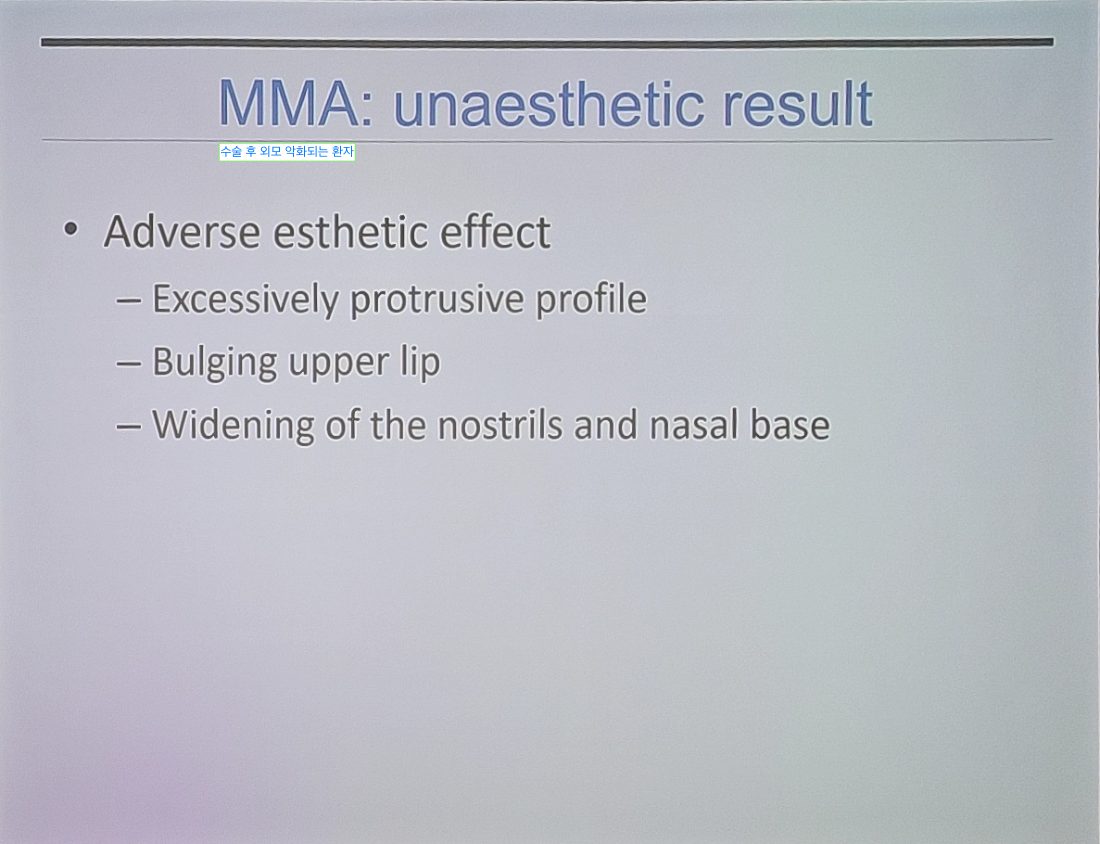 MMA: unaesthetic result
수술 후 외모 악화되는 환자
• Adverse esthetic effect
– Excessively protrusive profile
– Bulging upper lip
– Widening of the nostrils and nasal base